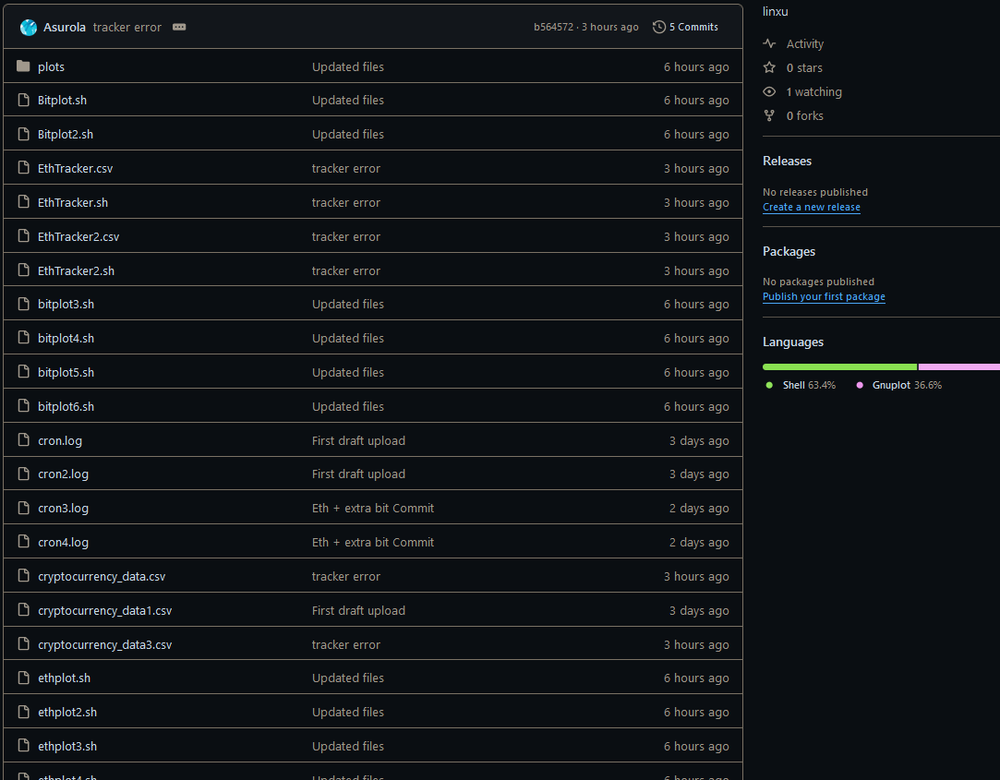 Asurola tracker error b564572 · 3 hours ago 5 Commits
plots Updated files 6 hours ago
Bitplot.sh Updated files 6 hours ago
Bitplot2.sh Updated files 6 hours ago
EthTracker.csv tracker error 3 hours ago
EthTracker.sh tracker error 3 hours ago
EthTracker2.csv tracker error 3 hours ago
EthTracker2.sh tracker error 3 hours ago
bitplot3.sh Updated files 6 hours ago
bitplot4.sh Updated files 6 hours ago
bitplot5.sh Updated files 6 hours ago
bitplot6.sh Updated files 6 hours ago
cron.log First draft upload 3 days ago
cron2.log First draft upload 3 days ago
cron3.log Eth + extra bit Commit 2 days ago
cron4.log Eth + extra bit Commit 2 days ago
cryptocurrency_data.csv tracker error 3 hours ago
cryptocurrency_data1.csv First draft upload 3 days ago
cryptocurrency_data3.csv tracker error 3 hours ago
ethplot.sh Updated files 6 hours ago
ethplot2.sh Updated files 6 hours ago
ethplot3.sh Updated files 6 hours ago
ethplot4.sh Updated files 6 hours ago
linxu
Activity
0 stars
1 watching
0 forks
Releases
No releases published
Create a new release
Packages
No packages published
Publish your first package
Languages
Shell 63.4% Gnuplot 36.6%